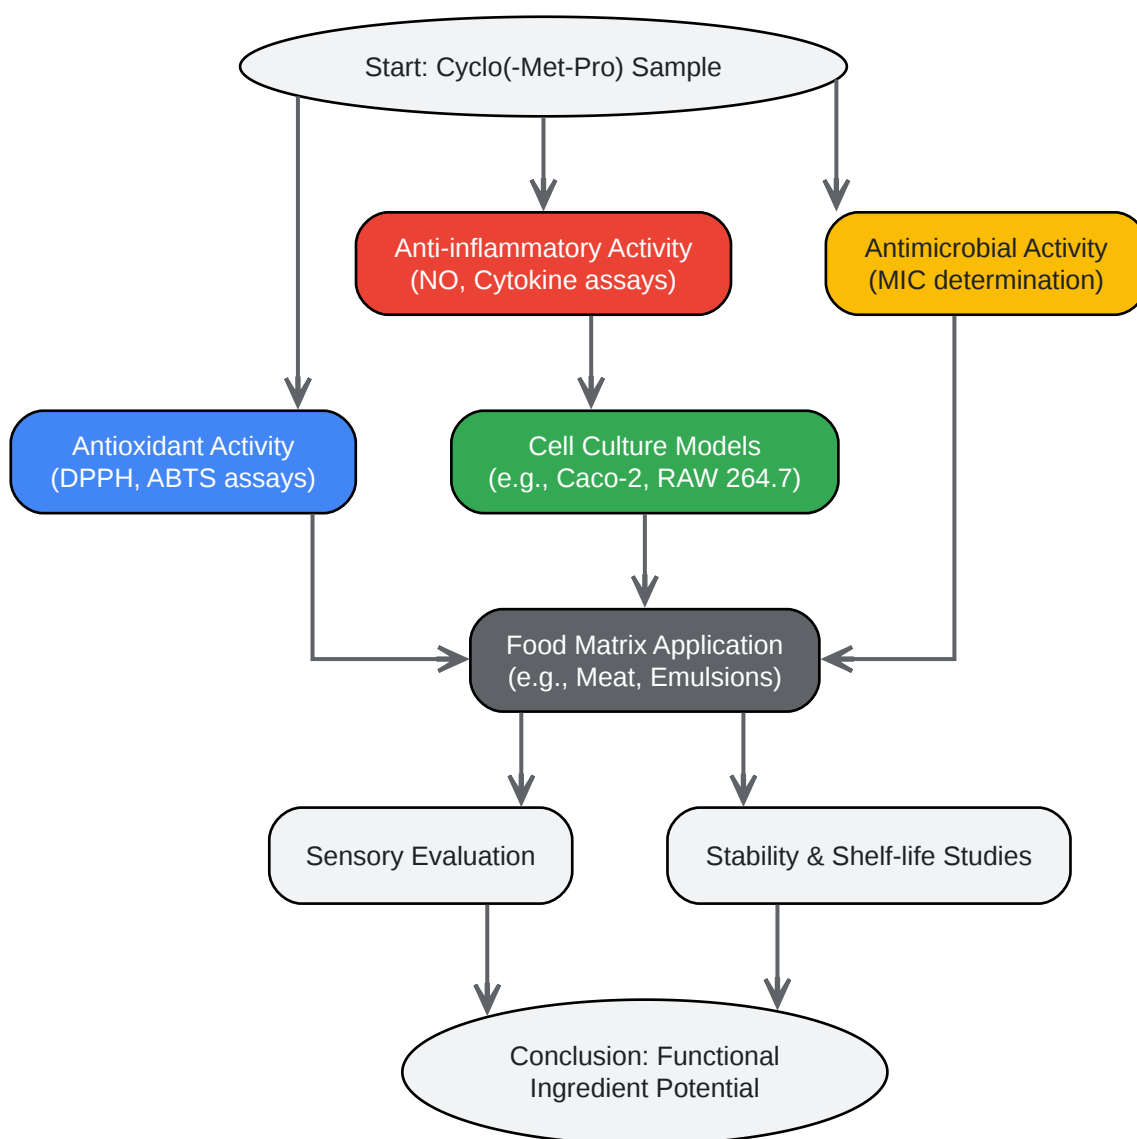 Start: Cyclo(-Met-Pro) Sample
Anti-inflammatory Activity
(NO, Cytokine assays)
Antimicrobial Activity
(MIC determination)
Antioxidant Activity
(DPPH, ABTS assays)
Cell Culture Models
(e.g., Caco-2, RAW 264.7)
Food Matrix Application
(e.g., Meat, Emulsions)
Sensory Evaluation
Stability & Shelf-life Studies
Conclusion: Functional
Ingredient Potential